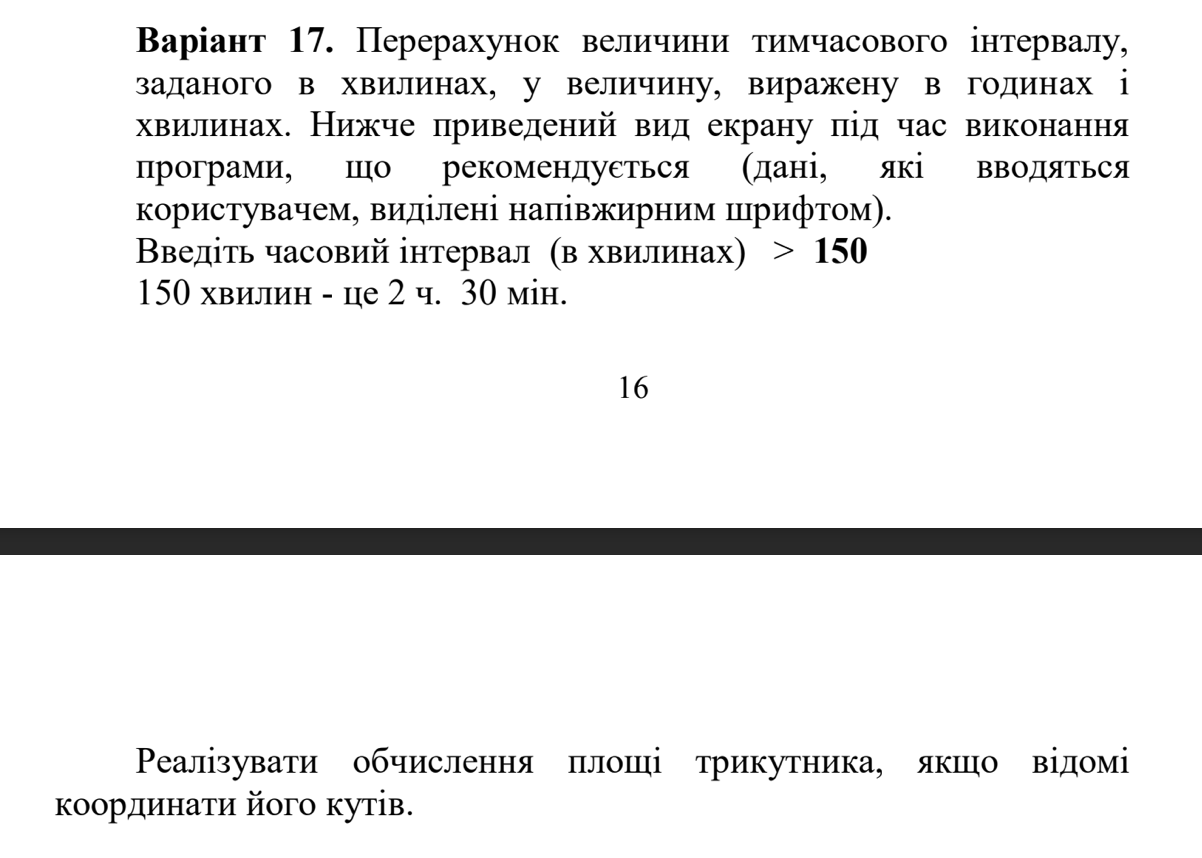 Варіант 17. Перерахунок величини тимчасового інтервалу,
заданого в хвилинах, у величину, виражену в годинах і
хвилинах. Нижче приведений вид екрану під час виконання
програми, що рекомендується (дані, які вводяться
користувачем, виділені напівжирним шрифтом).
Введіть часовий інтервал (в хвилинах) > 150
150 хвилин - це 2 ч. 30 мін.
16
Реалізувати обчислення площі трикутника, якщо відомі
координати його кутів.